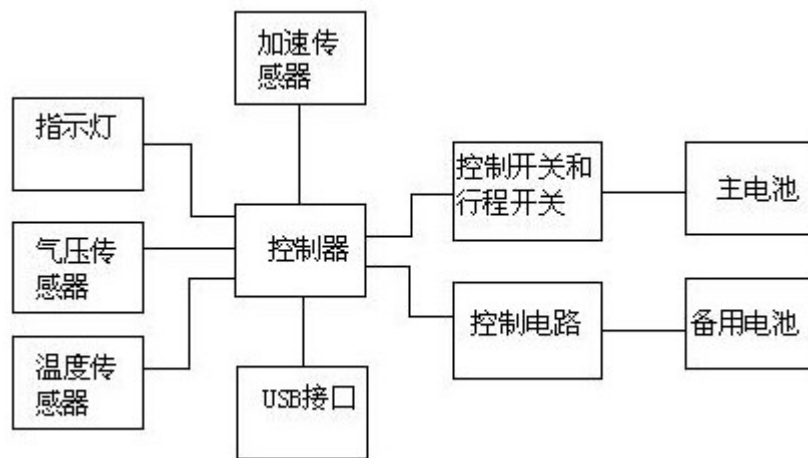 加速传
感器
指示灯
控制开关和
行程开关
主电池
气压传
感器
控制器
控制电路
备用电池
温度传
感器
USB接口